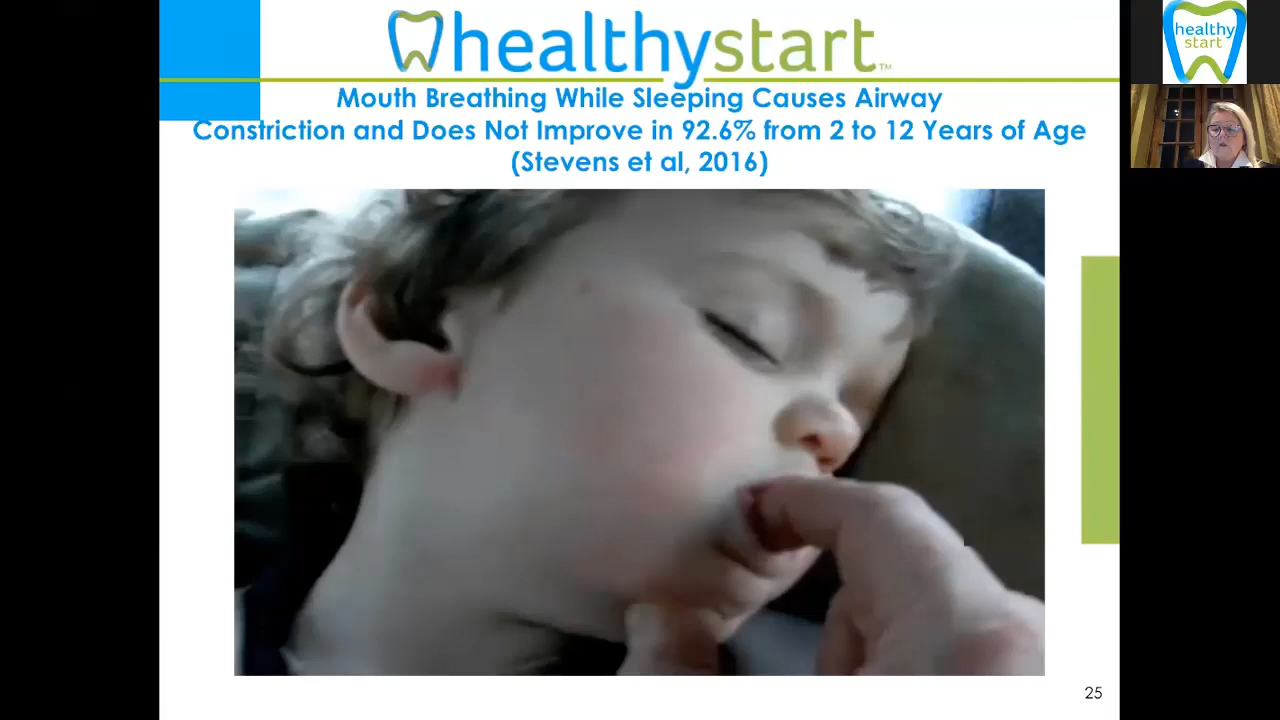 healthystart™
Mouth Breathing While Sleeping Causes Airway
Constriction and Does Not Improve in 92.6% from 2 to 12 Years of Age
(Stevens et al, 2016)
25
healthy
start